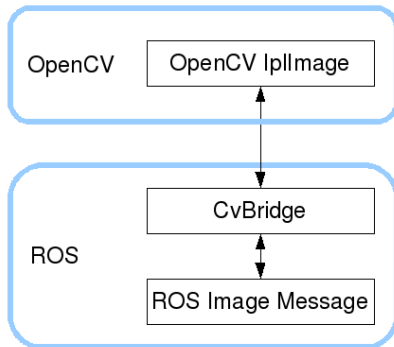 OpenCV
OpenCV IplImage
CvBridge
ROS
ROS Image Message